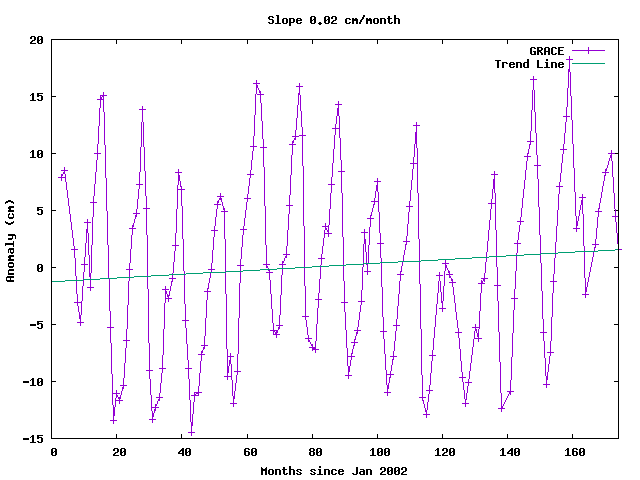 Slope 0.02 cm/month
20
GRACE
Trend Line
15
10
5
0
-5
-10
-15
Anomaly (cm)
0 20 40 60 80 100 120 140 160
Months since Jan 2002